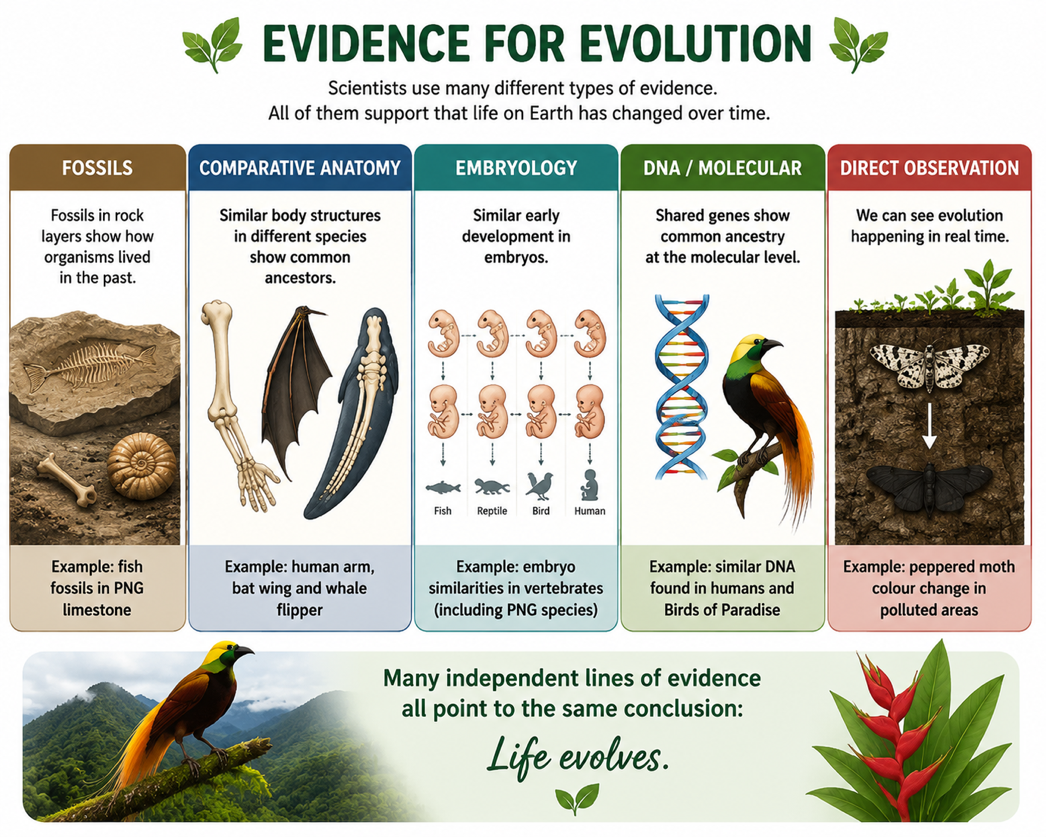 EVIDENCE FOR EVOLUTION
Scientists use many different types of evidence.
All of them support that life on Earth has changed over time.
FOSSILS
Fossils in rock
layers show how
organisms lived
in the past.
Example: fish
fossils in PNG
limestone
COMPARATIVE ANATOMY
Similar body structures
in different species
show common
ancestors.
Example: human arm,
bat wing and whale
flipper
EMBRYOLOGY
Similar early
development in
embryos.
Fish
Reptile
Bird
Human
Example: embryo
similarities in vertebrates
(including PNG species)
DNA / MOLECULAR
Shared genes show
common ancestry
at the molecular level.
Example: similar DNA
found in humans and
Birds of Paradise
DIRECT OBSERVATION
We can see evolution
happening in real time.
Example: peppered moth
colour change in
polluted areas
Many independent lines of evidence
all point to the same conclusion:
Life evolves.